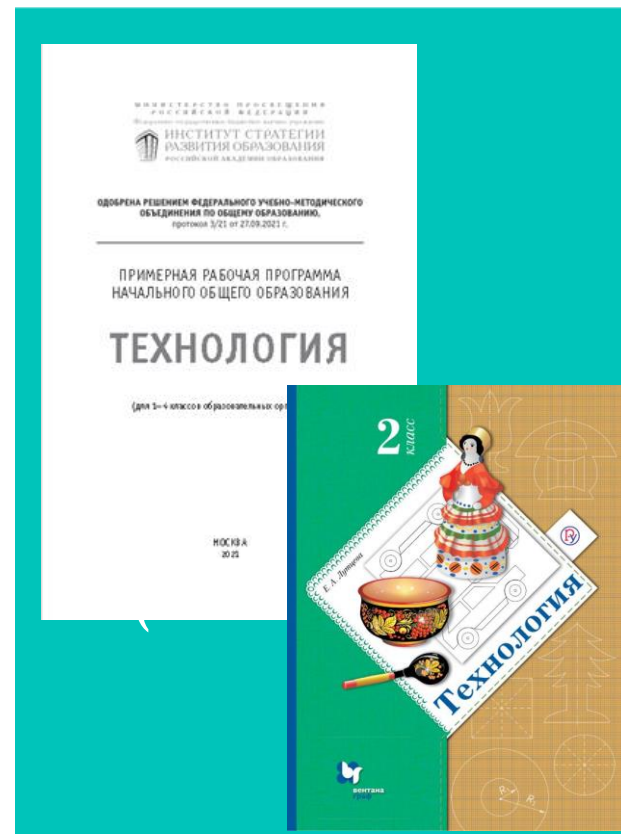 МИНИСТЕРСТВО ПРОСВЕЩЕНИЯ
РОССИЙСКОЙ ФЕДЕРАЦИИ
ИНСТИТУТ СТРАТЕГИИ
РАЗВИТИЯ ОБРАЗОВАНИЯ
РОССИЙСКОЙ АКАДЕМИИ ОБРАЗОВАНИЯ
ОДОБРЕНА РЕШЕНИЕМ ФЕДЕРАЛЬНОГО УЧЕБНО-МЕТОДИЧЕСКОГО
ОБЪЕДИНЕНИЯ ПО ОБЩЕМУ ОБРАЗОВАНИЮ,
протокол 3/21 от 27.09.2021 г.
ПРИМЕРНАЯ РАБОЧАЯ ПРОГРАММА
НАЧАЛЬНОГО ОБЩЕГО ОБРАЗОВАНИЯ
ТЕХНОЛОГИЯ
(для 1–4 классов образовательных орг
МОСКВА
2021
2 класс
Е. А. Лутцева
Технология
вентана
граф